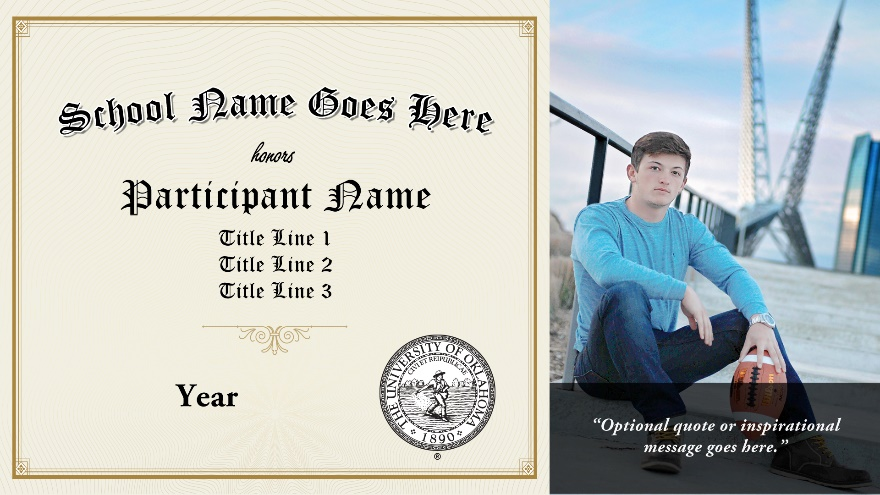 School Name Goes Here
honors
Participant Name
Title Line 1
Title Line 2
Title Line 3
Year
THE UNIVERSITY OF OKLAHOMA
CIVI ET REIPUBLICAE
1890
®
“Optional quote or inspirational
message goes here.”